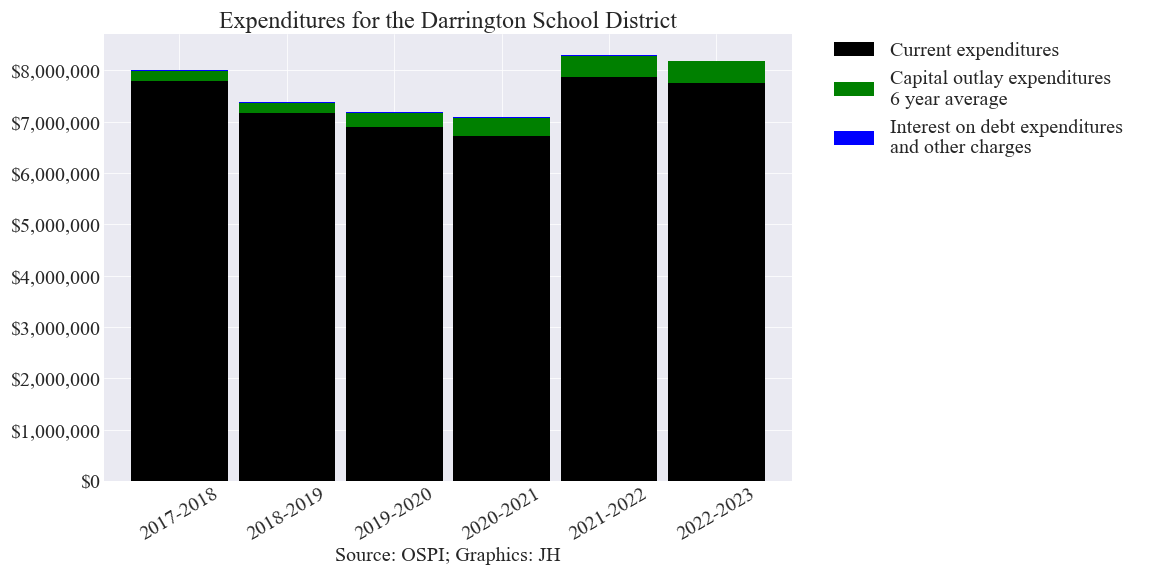 Expenditures for the Darrington School District
$8,000,000
$7,000,000
$6,000,000
$5,000,000
$4,000,000
$3,000,000
$2,000,000
$1,000,000
$0
2017-2018
2018-2019
2019-2020
2020-2021
2021-2022
2022-2023
Source: OSPI; Graphics: JH
Current expenditures
Capital outlay expenditures
6 year average
Interest on debt expenditures
and other charges